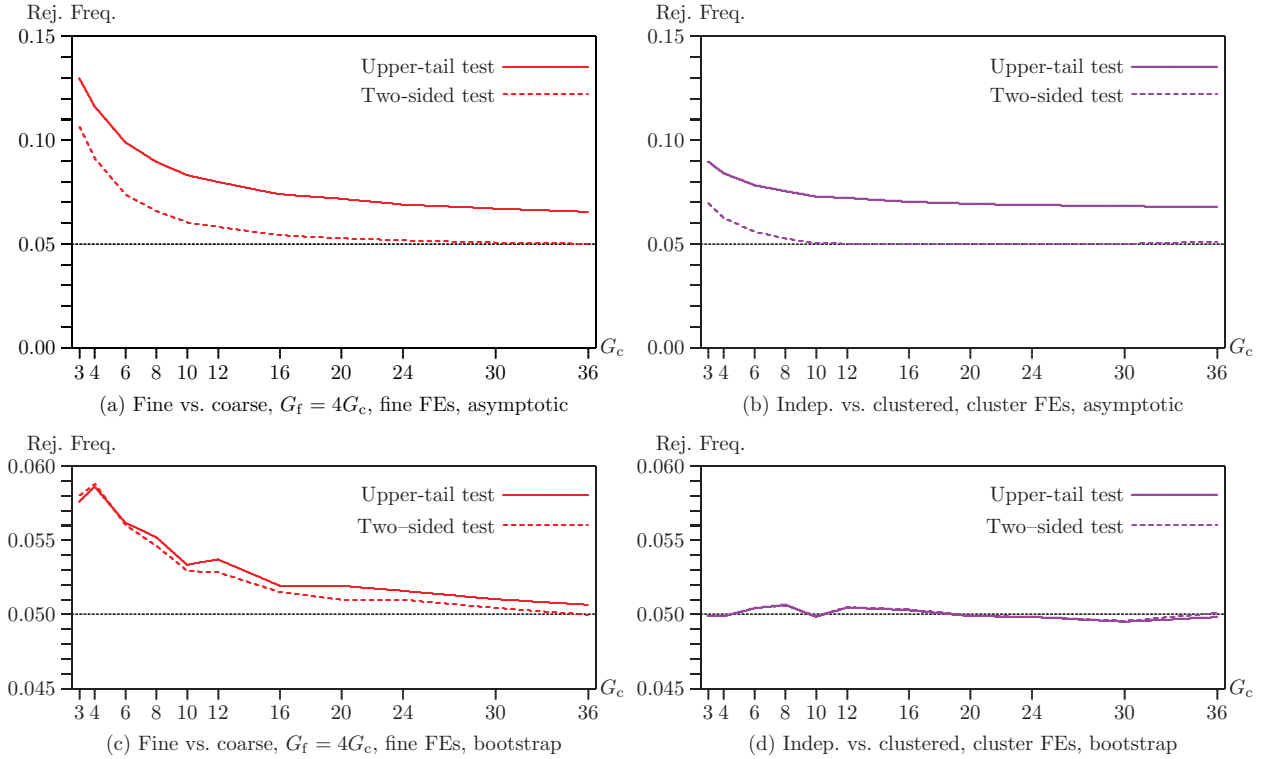 Rej. Freq.
0.15
0.10
0.05
0.00
Upper-tail test
Two-sided test
3 4 6 8 10 12 16 20 24 30 36
G_c
(a) Fine vs. coarse, G_f = 4G_c, fine FEs, asymptotic
Rej. Freq.
0.15
0.10
0.05
0.00
Upper-tail test
Two-sided test
3 4 6 8 10 12 16 20 24 30 36
G_c
(b) Indep. vs. clustered, cluster FEs, asymptotic
Rej. Freq.
0.060
0.055
0.050
0.045
Upper-tail test
Two–sided test
3 4 6 8 10 12 16 20 24 30 36
G_c
(c) Fine vs. coarse, G_f = 4G_c, fine FEs, bootstrap
Rej. Freq.
0.060
0.055
0.050
0.045
Upper-tail test
Two–sided test
3 4 6 8 10 12 16 20 24 30 36
G_c
(d) Indep. vs. clustered, cluster FEs, bootstrap